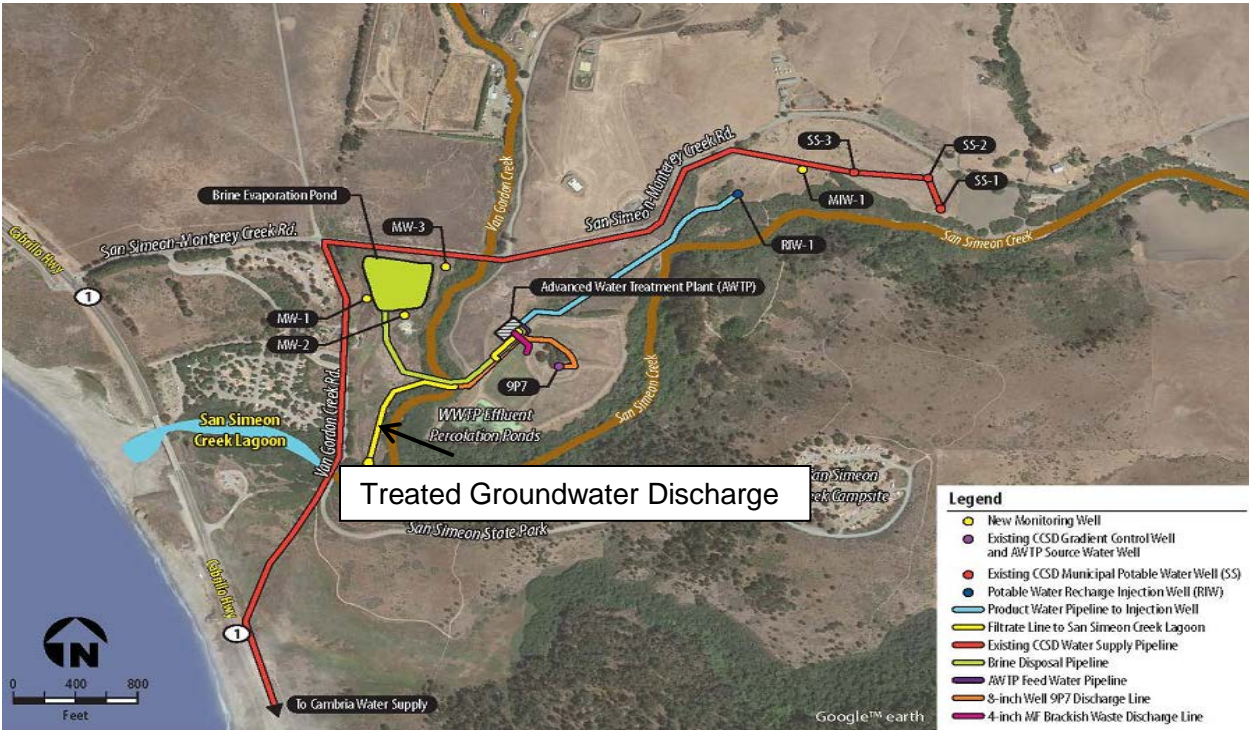 Van Gordon Creek
San Simeon-Monterey Creek Rd.
SS-3
SS-2
SS-1
MIW-1
RIW-1
San Simeon Creek
Brine Evaporation Pond
MW-3
Van Gordon Creek
San Simeon-Monterey Creek Rd.
Cabrillo Hwy
1
MW-1
MW-2
Advanced Water Treatment Plant (AWTP)
9P7
San Simeon Creek
WWTP Effluent
Percolation Ponds
San Simeon
Creek Lagoon
Van Gordon Creek Rd.
Treated Groundwater Discharge
San Simeon
ek Campsite
San Simeon State Park
Cabrillo Hwy
1
To Cambria Water Supply
N
0 400 800
Feet
Google™ earth
Legend
New Monitoring Well
Existing CCSD Gradient Control Well
and AWTP Source Water Well
Existing CCSD Municipal Potable Water Well (SS)
Potable Water Recharge Injection Well (RIW)
Product Water Pipeline to Injection Well
Filtrate Line to San Simeon Creek Lagoon
Existing CCSD Water Supply Pipeline
Brine Disposal Pipeline
AWTP Feed Water Pipeline
8-inch Well 9P7 Discharge Line
4-inch MF Brackish Waste Discharge Line